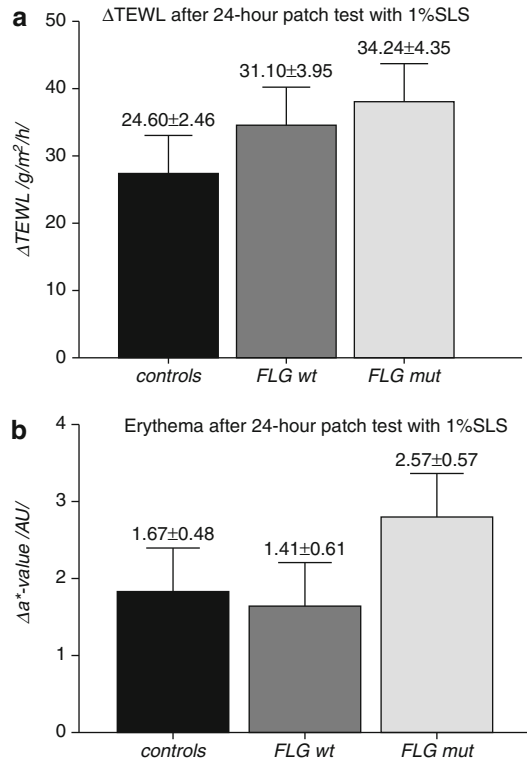 a
ΔTEWL after 24-hour patch test with 1%SLS
ΔTEWL /g/m²/h/
50
40
30
20
10
0
24.60±2.46
31.10±3.95
34.24±4.35
controls
FLG wt
FLG mut
b
Erythema after 24-hour patch test with 1%SLS
Δa*-value /AU/
4
3
2
1
0
1.67±0.48
1.41±0.61
2.57±0.57
controls
FLG wt
FLG mut